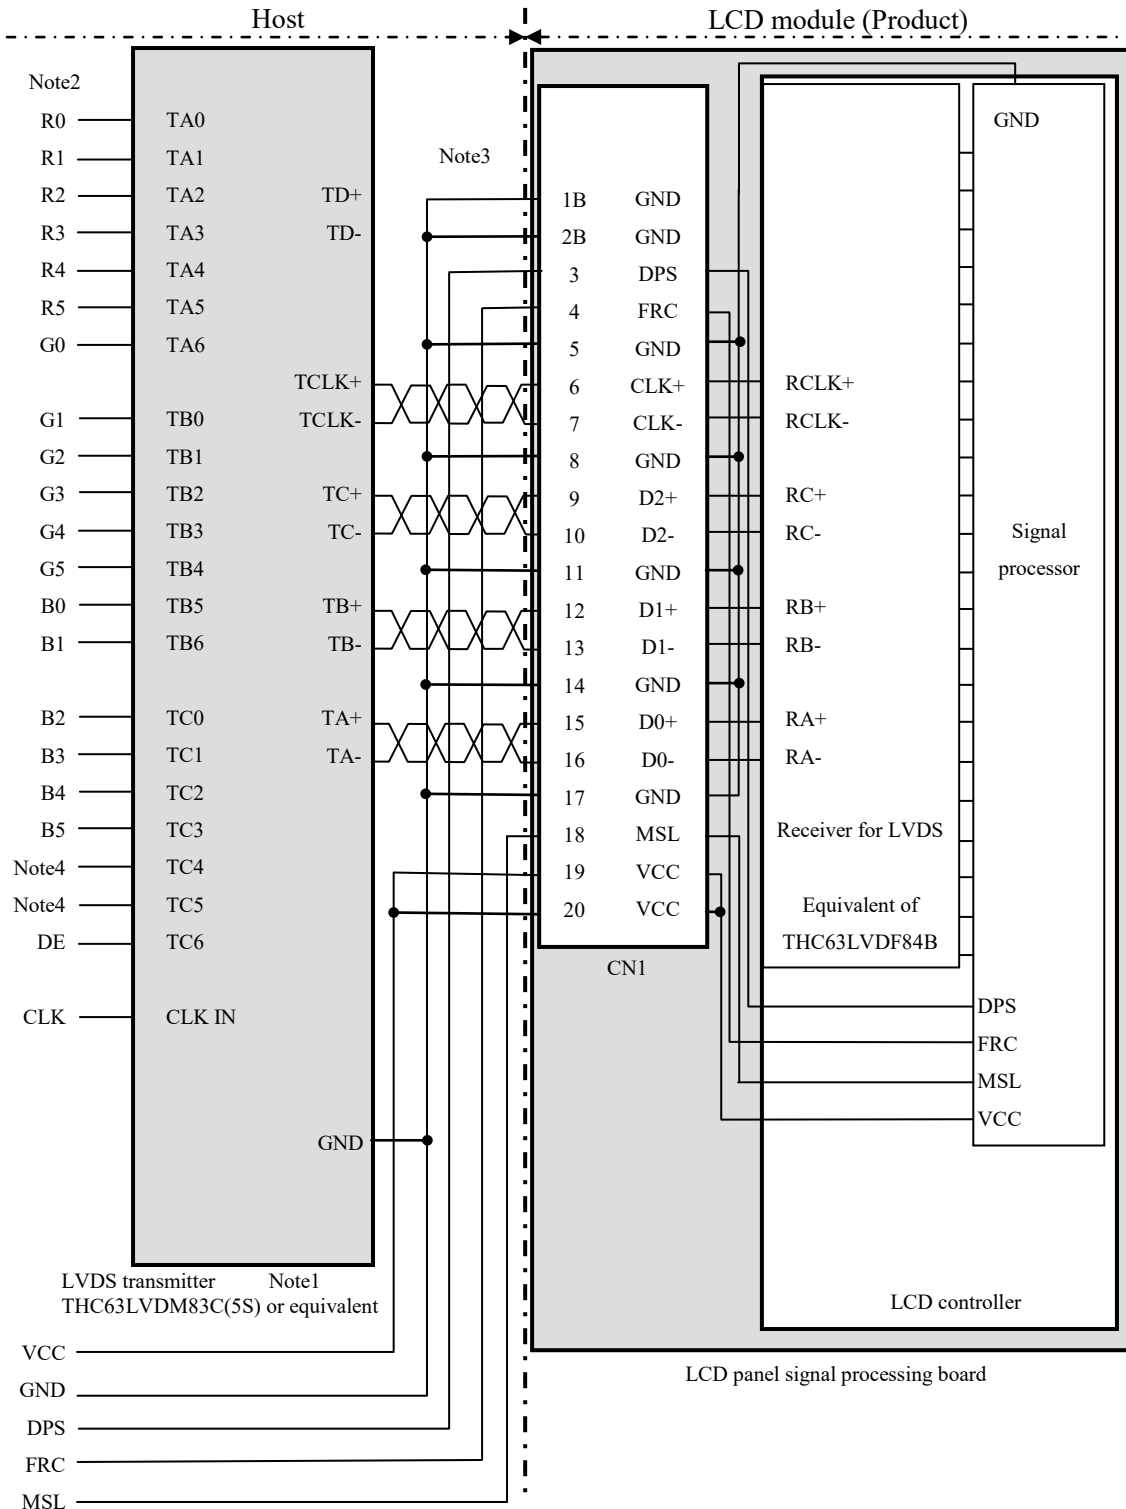 Host
LCD module (Product)
Note2
R0 TA0
R1 TA1
R2 TA2 TD+
R3 TA3 TD-
R4 TA4
R5 TA5
G0 TA6
TCLK+
G1 TB0 TCLK-
G2 TB1
G3 TB2 TC+
G4 TB3 TC-
G5 TB4
B0 TB5 TB+
B1 TB6 TB-
B2 TC0 TA+
B3 TC1 TA-
B4 TC2
B5 TC3
Note4 TC4
Note4 TC5
DE TC6
CLK CLK IN
GND
LVDS transmitter Note1
THC63LVDM83C(5S) or equivalent
VCC
GND
DPS
FRC
MSL
Note3
1B GND
2B GND
3 DPS
4 FRC
5 GND
6 CLK+
7 CLK-
8 GND
9 D2+
10 D2-
11 GND
12 D1+
13 D1-
14 GND
15 D0+
16 D0-
17 GND
18 MSL
19 VCC
20 VCC
CN1
RCLK+
RCLK-
RC+
RC-
RB+
RB-
RA+
RA-
Receiver for LVDS
Equivalent of
THC63LVDF84B
GND
Signal
processor
DPS
FRC
MSL
VCC
LCD controller
LCD panel signal processing board